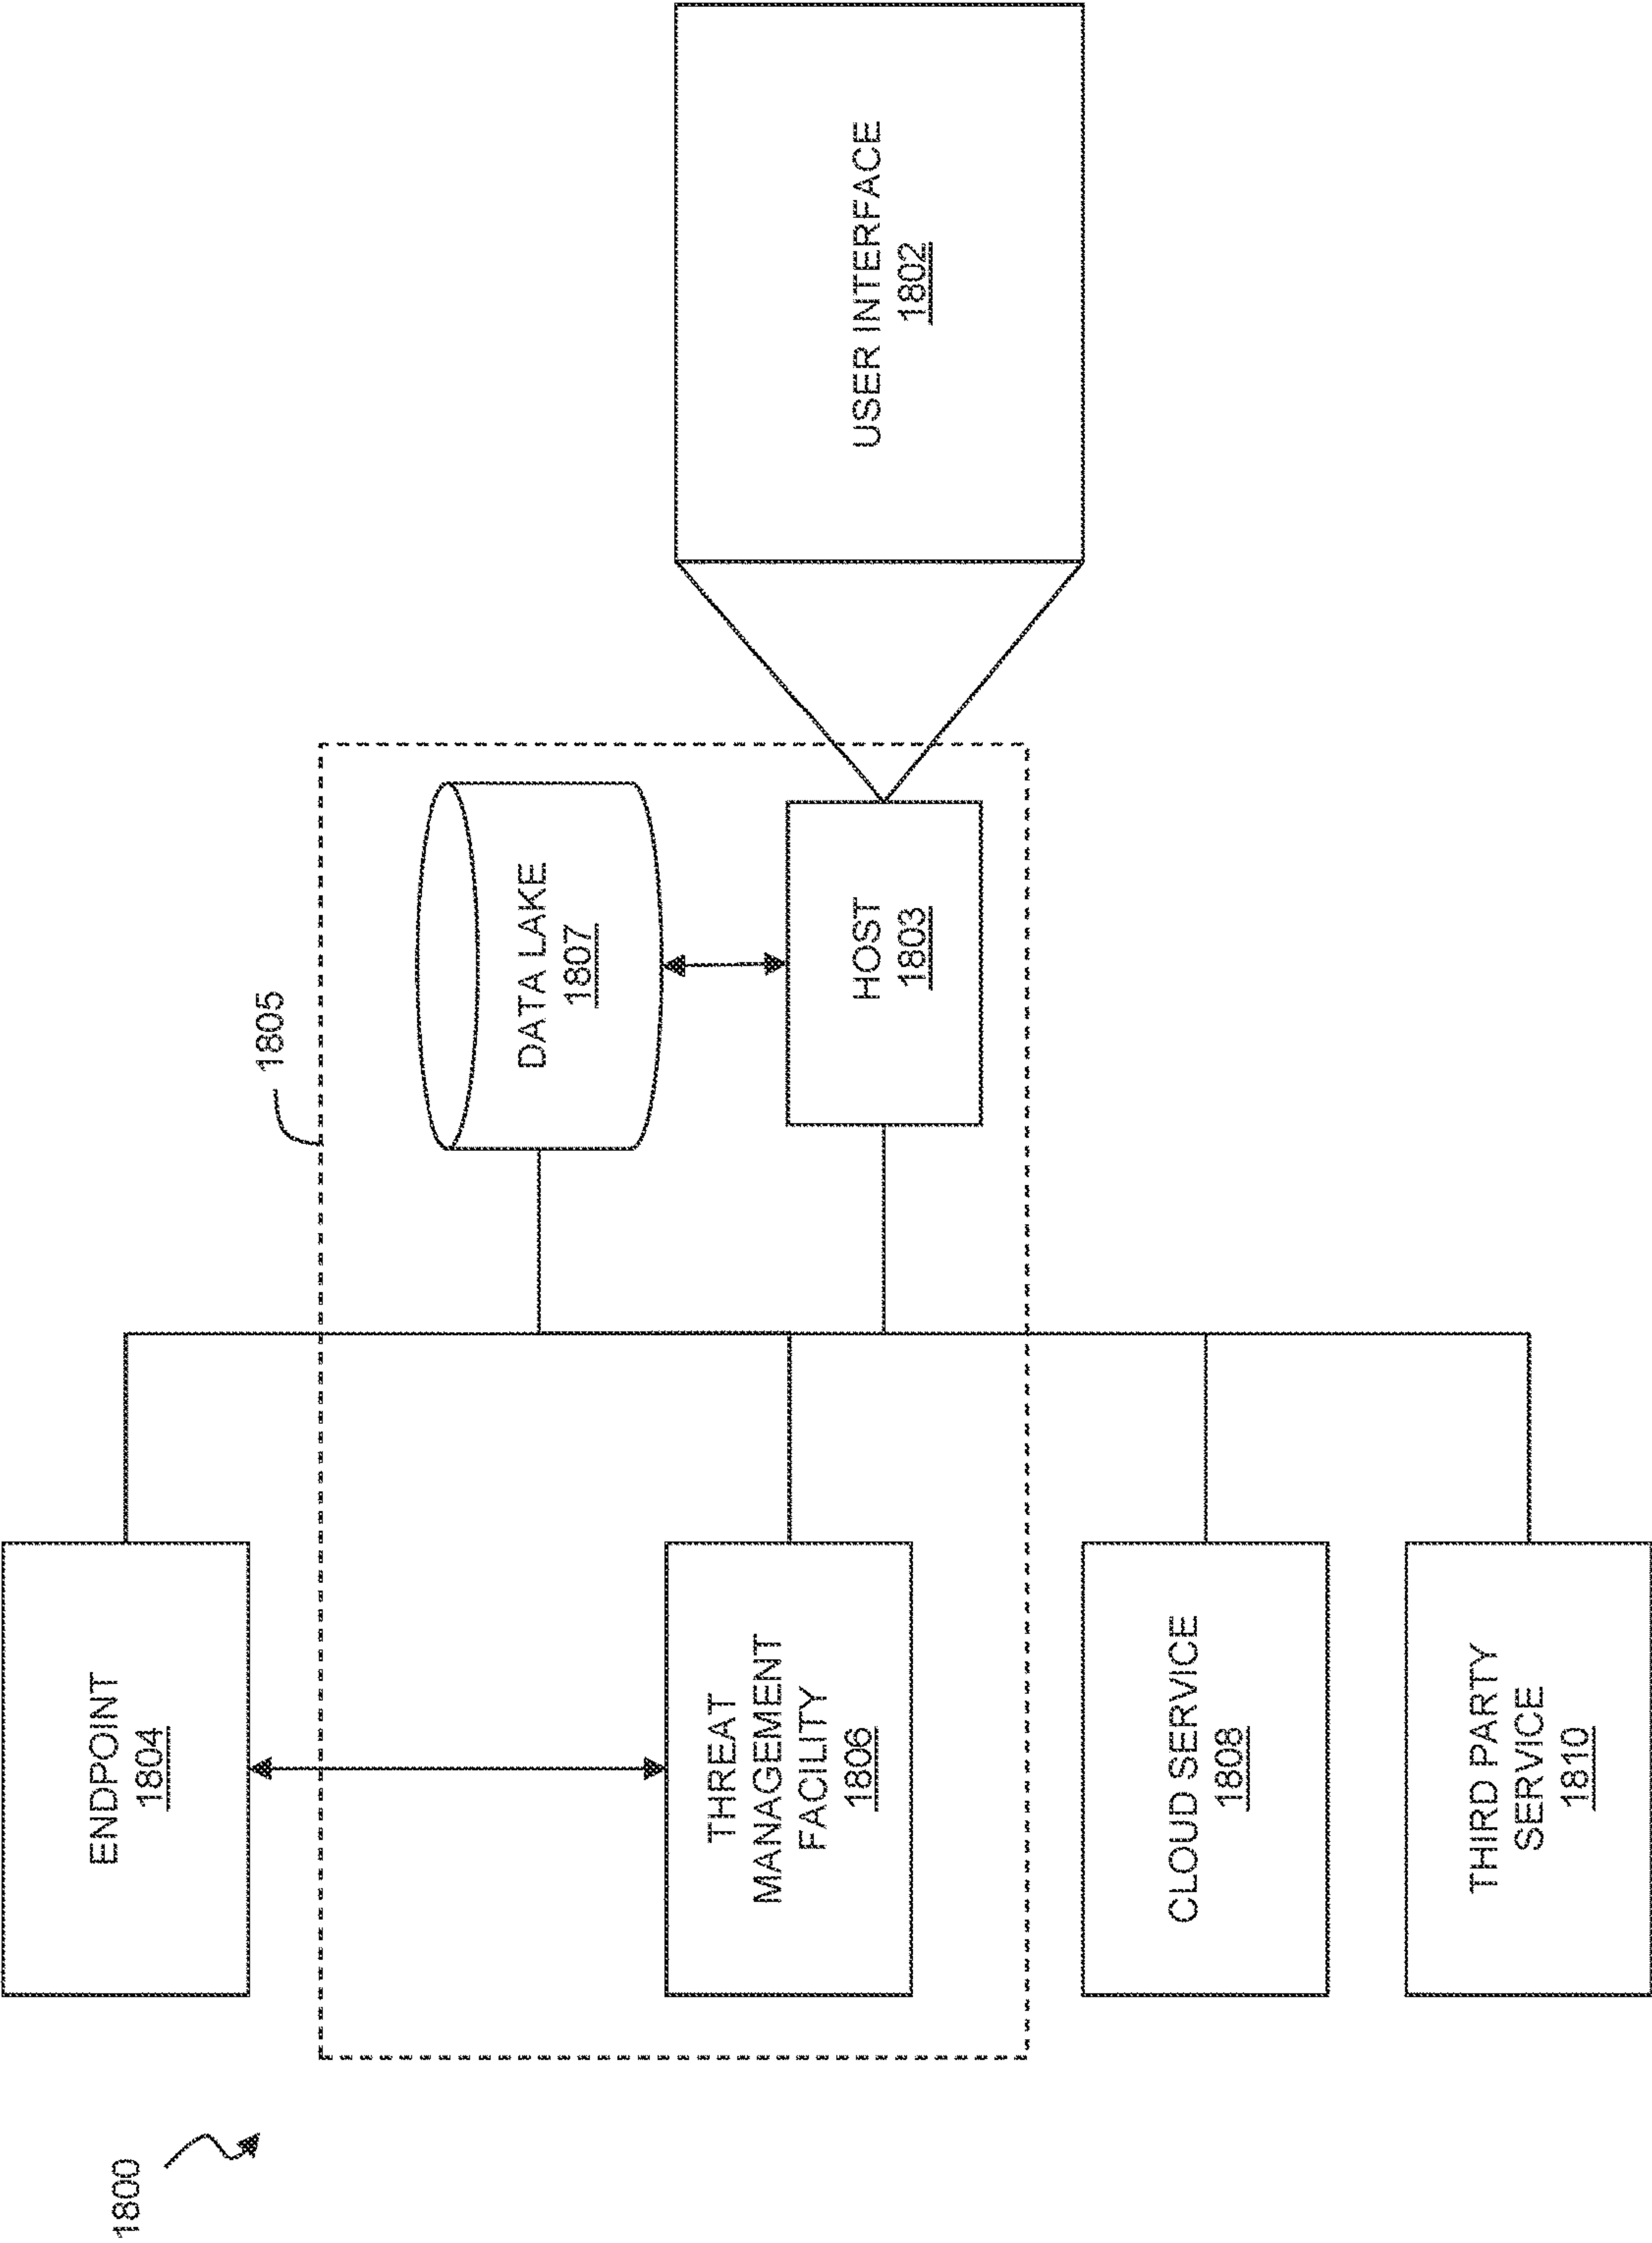 1800
ENDPOINT
1804
1805
THREAT
MANAGEMENT
FACILITY
1806
DATA LAKE
1807
HOST
1803
USER INTERFACE
1802
CLOUD SERVICE
1808
THIRD PARTY
SERVICE
1810